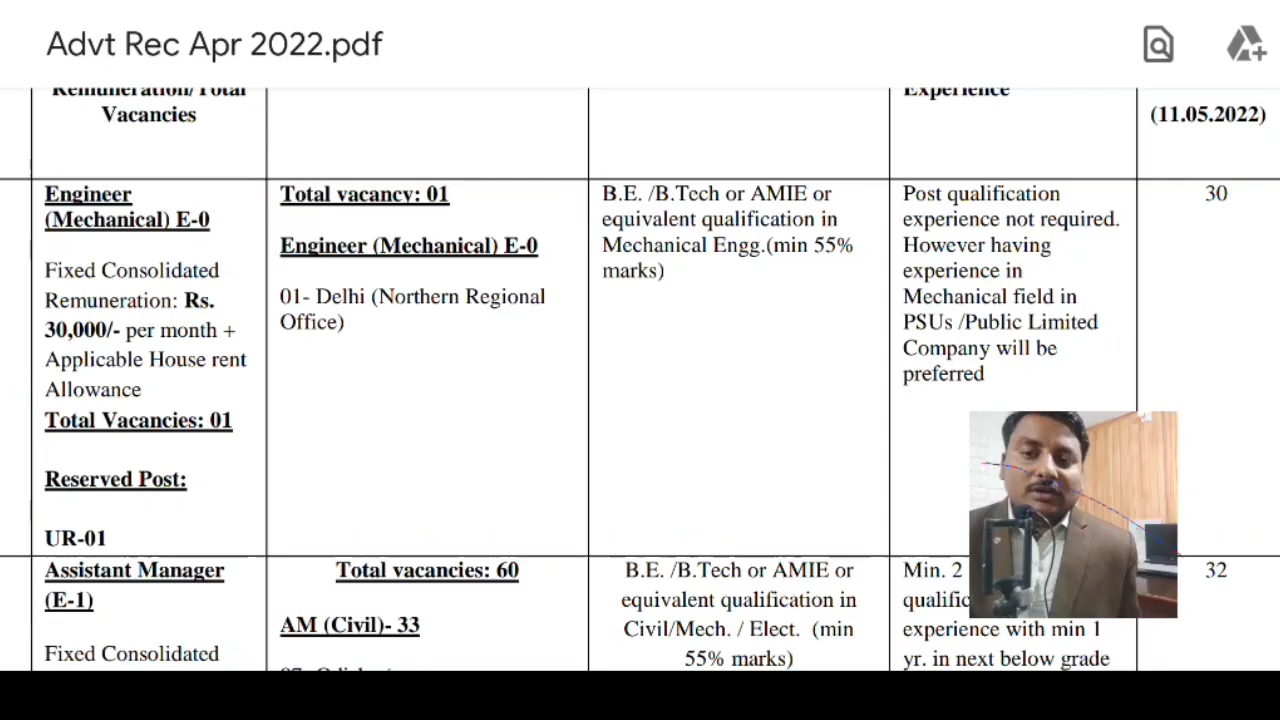 Advt Rec Apr 2022.pdf
Remuneration/Total
Vacancies
Experience
(11.05.2022)
Engineer
(Mechanical) E-0
Fixed Consolidated
Remuneration: Rs.
30,000/- per month +
Applicable House rent
Allowance
Total Vacancies: 01
Reserved Post:
UR-01
Total vacancy: 01
Engineer (Mechanical) E-0
01- Delhi (Northern Regional
Office)
B.E. /B.Tech or AMIE or
equivalent qualification in
Mechanical Engg.(min 55%
marks)
Post qualification
experience not required.
However having
experience in
Mechanical field in
PSUs /Public Limited
Company will be
preferred
30
Assistant Manager
(E-1)
Fixed Consolidated
Total vacancies: 60
AM (Civil)- 33
B.E. /B.Tech or AMIE or
equivalent qualification in
Civil/Mech. / Elect. (min
55% marks)
Min. 2
qualific
experience with min 1
yr. in next below grade
32